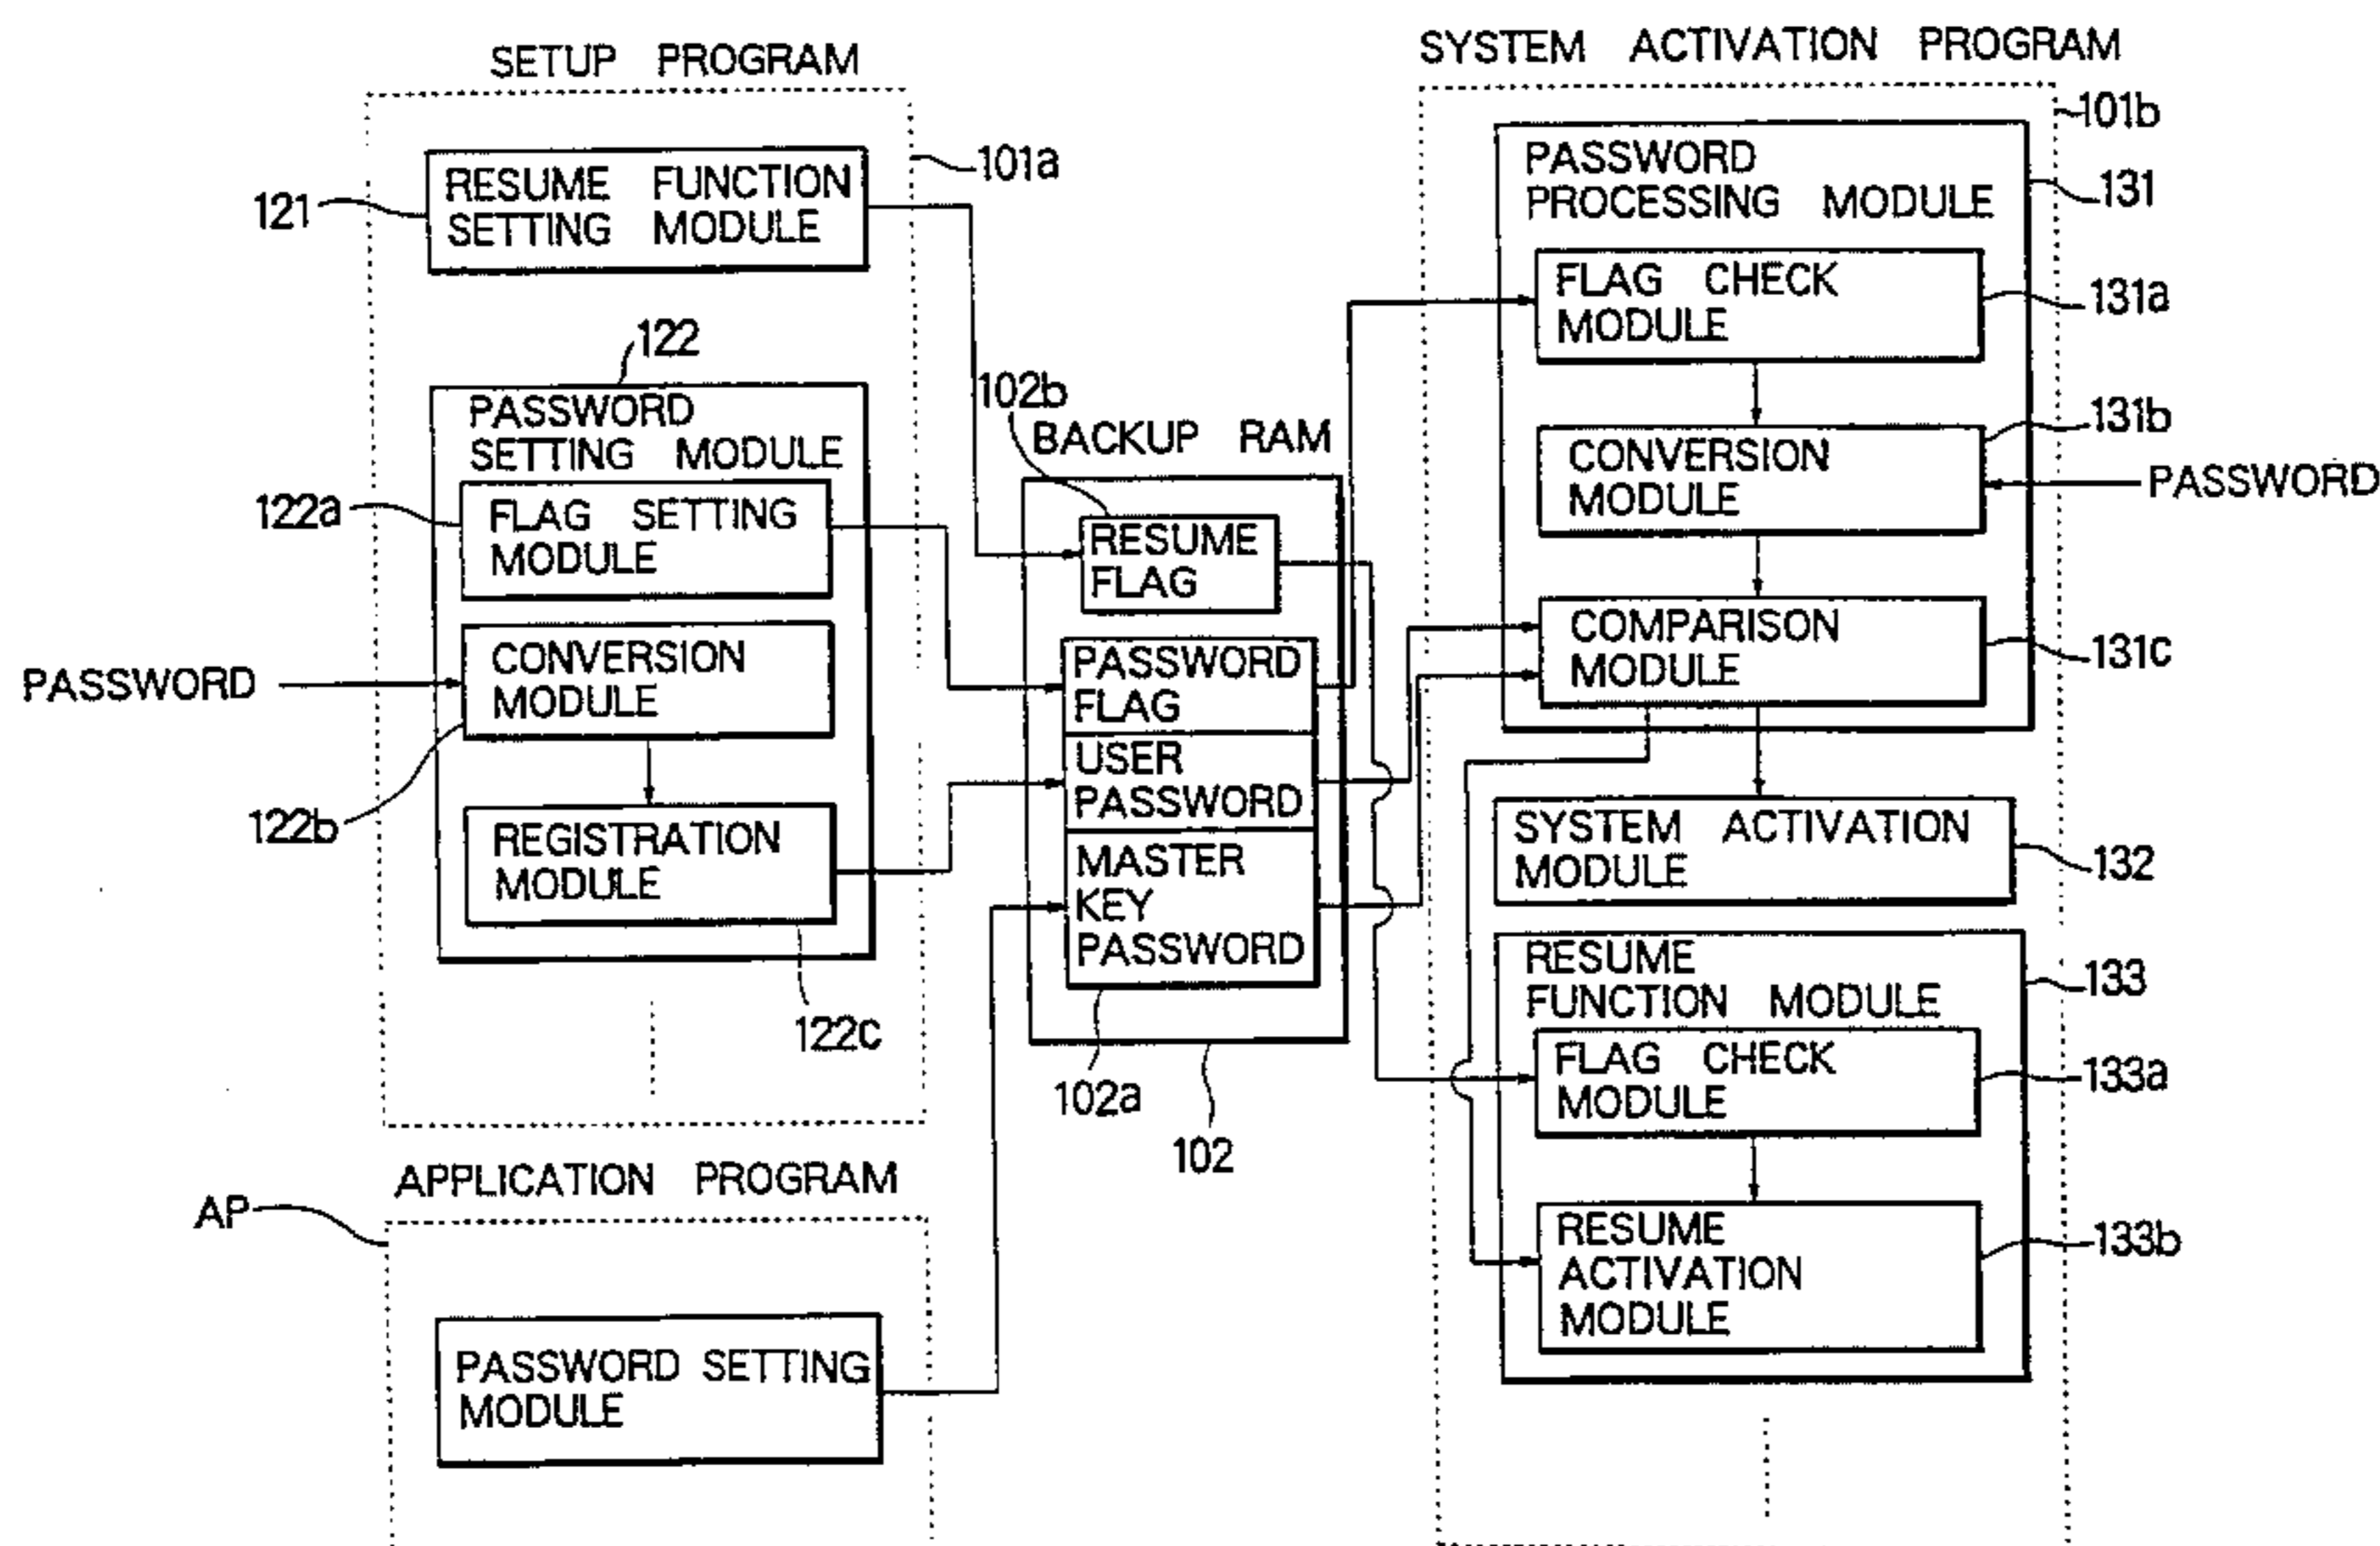 SETUP PROGRAM
101a
RESUME FUNCTION
SETTING MODULE
121
122
PASSWORD
SETTING MODULE
122a
FLAG SETTING
MODULE
PASSWORD
CONVERSION
MODULE
122b
REGISTRATION
MODULE
122c
APPLICATION PROGRAM
AP
PASSWORD SETTING
MODULE
102b
BACKUP RAM
RESUME
FLAG
PASSWORD
FLAG
USER
PASSWORD
MASTER
KEY
PASSWORD
102a
102
SYSTEM ACTIVATION PROGRAM
101b
PASSWORD
PROCESSING MODULE
131
FLAG CHECK
MODULE
131a
CONVERSION
MODULE
131b
PASSWORD
COMPARISON
MODULE
131c
SYSTEM ACTIVATION
MODULE
132
RESUME
FUNCTION MODULE
133
FLAG CHECK
MODULE
133a
RESUME
ACTIVATION
MODULE
133b